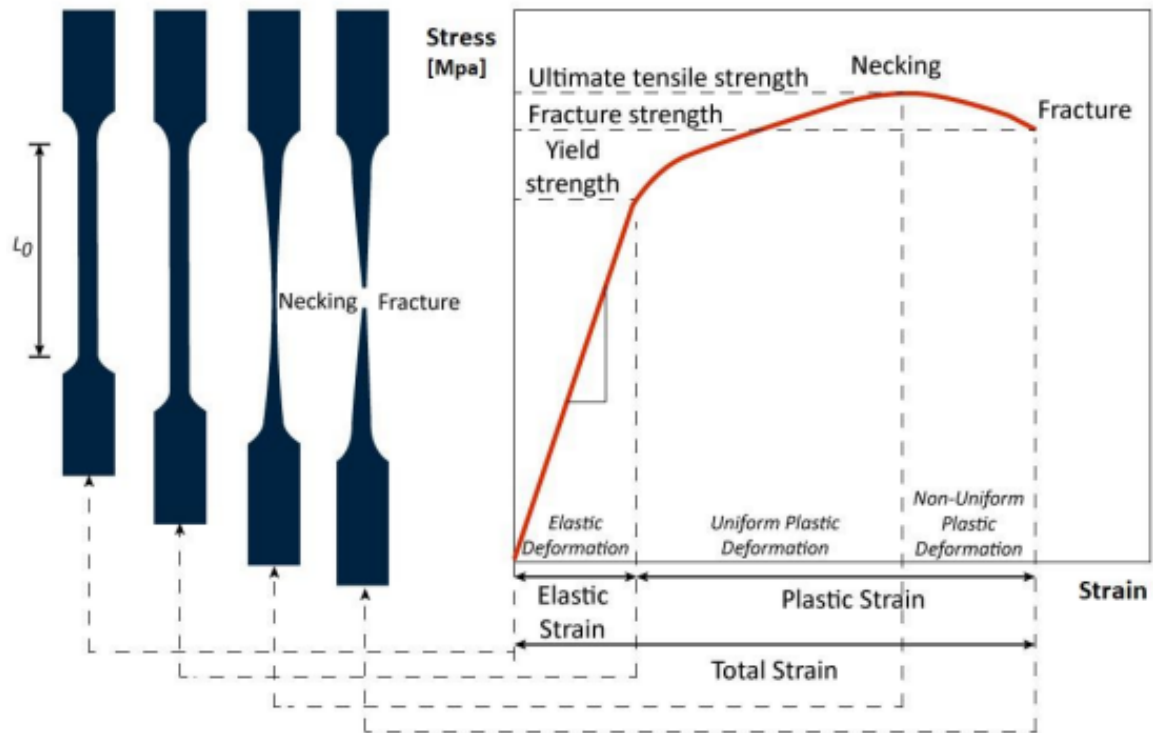 Stress
[Mpa]
Ultimate tensile strength
Necking
Fracture strength
Fracture
Yield
strength
L0
Necking
Fracture
Elastic
Deformation
Uniform Plastic
Deformation
Non-Uniform
Plastic
Deformation
Elastic
Strain
Plastic Strain
Strain
Total Strain